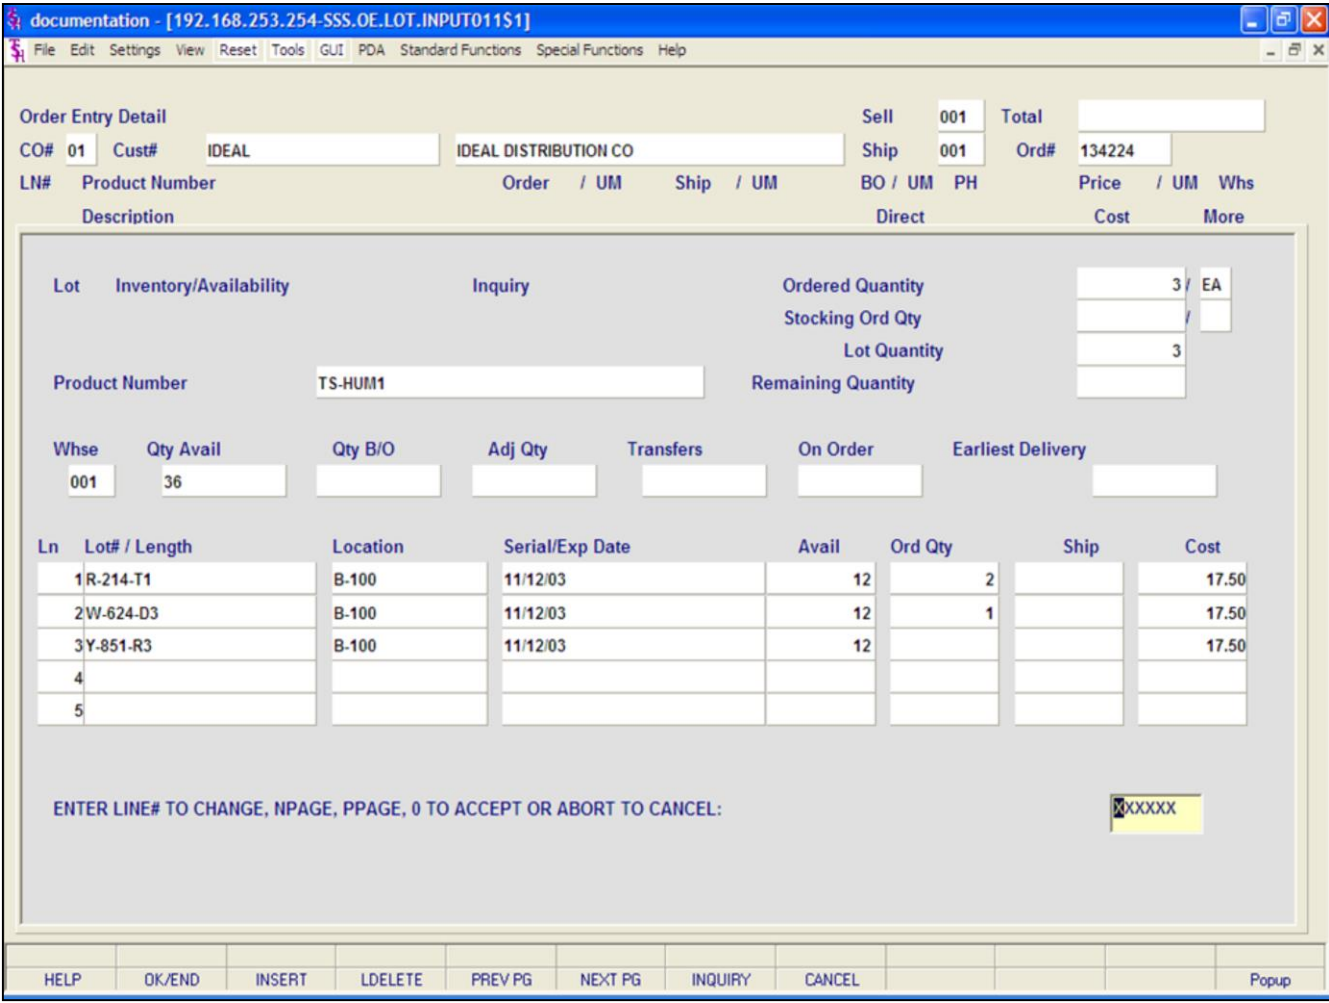 documentation - [192.168.253.254-SSS.OE.LOT.INPUT011$1]
File Edit Settings View Reset Tools GUI PDA Standard Functions Special Functions Help
Order Entry Detail Sell 001 Total
CO# 01 Cust# IDEAL IDEAL DISTRIBUTION CO Ship 001 Ord# 134224
LN# Product Number Order / UM Ship / UM BO / UM PH Price / UM Whs
Description Direct Cost More
Lot Inventory/Availability Inquiry Ordered Quantity 3 / EA
Stocking Ord Qty /
Lot Quantity 3
Product Number TS-HUM1 Remaining Quantity
Whse Qty Avail Qty B/O Adj Qty Transfers On Order Earliest Delivery
001 36
Ln Lot# / Length Location Serial/Exp Date Avail Ord Qty Ship Cost
1 R-214-T1 B-100 11/12/03 12 2 17.50
2 W-624-D3 B-100 11/12/03 12 1 17.50
3 Y-851-R3 B-100 11/12/03 12 17.50
4
5
ENTER LINE# TO CHANGE, NPAGE, PPAGE, 0 TO ACCEPT OR ABORT TO CANCEL: XXXXXX
HELP OK/END INSERT LDELETE PREV PG NEXT PG INQUIRY CANCEL Popup